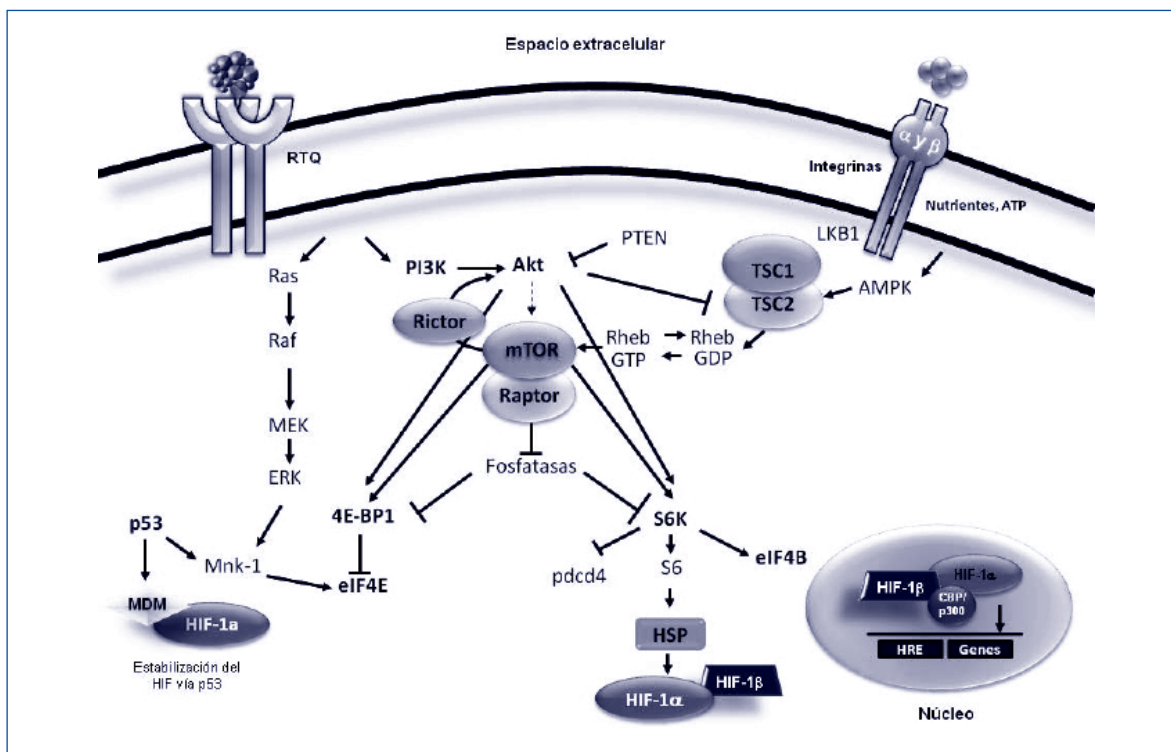 Espacio extracelular
RTQ
α y β
Integrinas
Nutrientes, ATP
LKB1
PTEN
TSC1
TSC2
AMPK
Ras
PI3K
Akt
Rictor
Raf
mTOR
Rheb
GTP
Rheb
GDP
Raptor
MEK
Fosfatasas
ERK
4E-BP1
S6K
p53
Mnk-1
eIF4E
pdcd4
S6
eIF4B
MDM
HIF-1a
Estabilización del
HIF vía p53
HSP
HIF-1α
HIF-1β
HIF-1β
HIF-1α
CBP/
p300
HRE
Genes
Núcleo